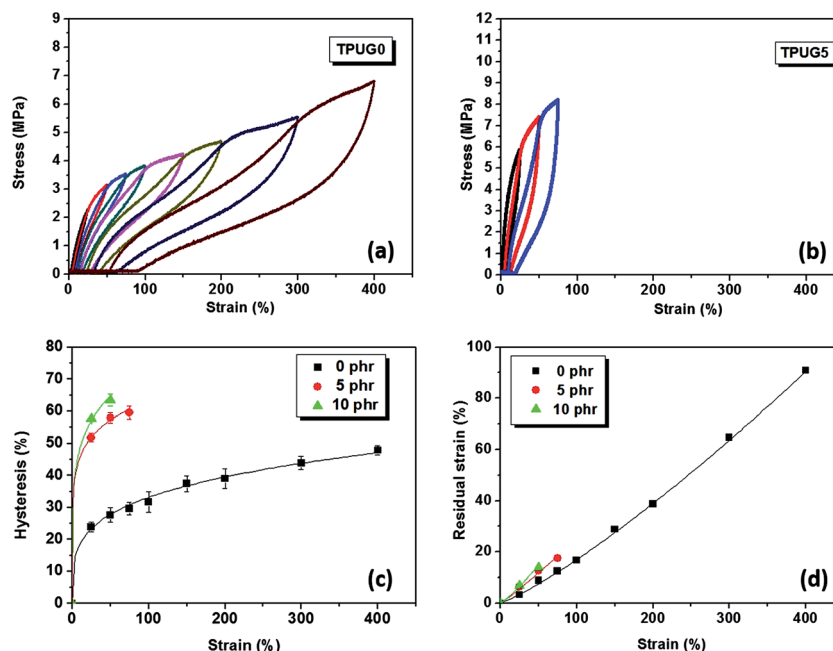 9
8
7
6
5
4
3
2
1
0
Stress (MPa)
TPUG0
(a)
0 100 200 300 400
Strain (%)
12
11
10
9
8
7
6
5
4
3
2
1
0
Stress (MPa)
TPUG5
(b)
0 100 200 300 400
Strain (%)
80
70
60
50
40
30
20
10
0
Hysteresis (%)
0 phr
5 phr
10 phr
(c)
0 100 200 300 400
Strain (%)
100
80
60
40
20
0
Residual strain (%)
0 phr
5 phr
10 phr
(d)
0 100 200 300 400
Strain (%)